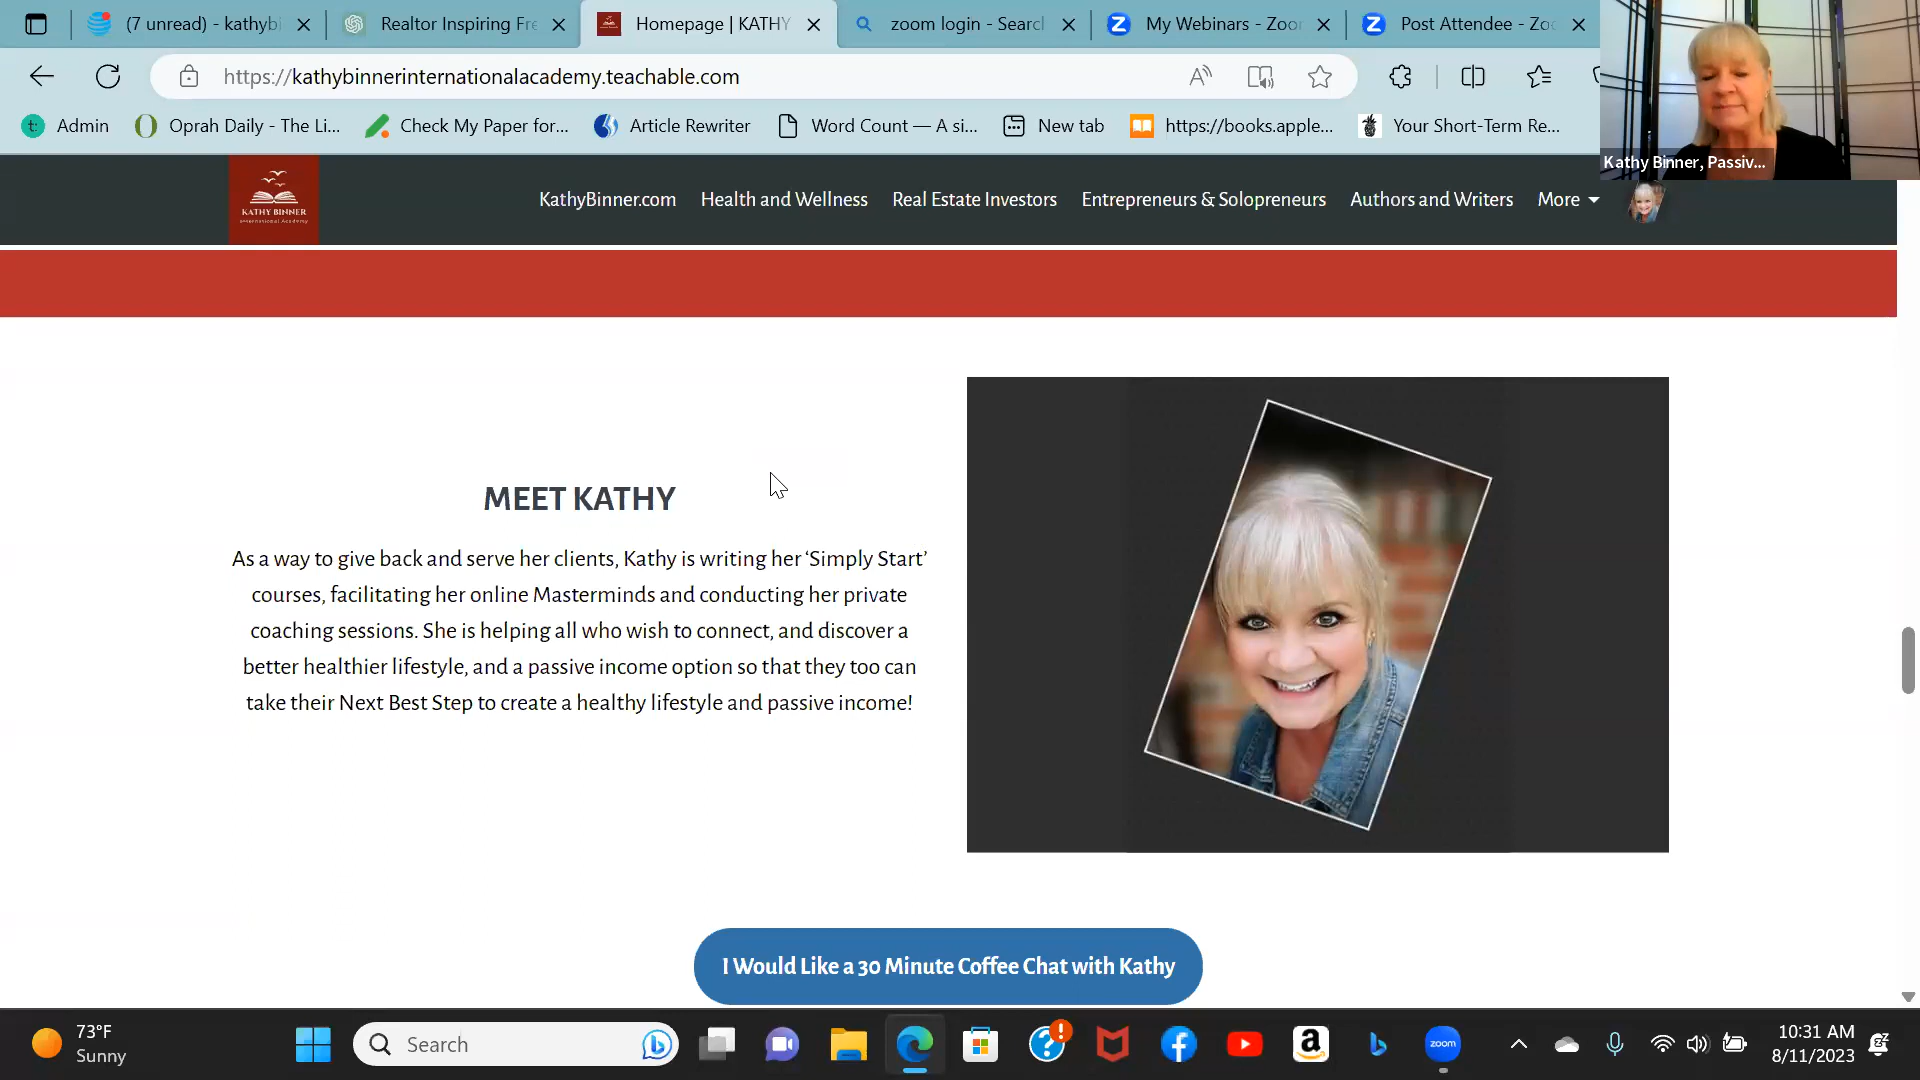 (7 unread) - kathybi
Realtor Inspiring Fre
Homepage | KATHY
zoom login - Search
My Webinars - Zoom
Post Attendee - Zo
https://kathybinnerinternationalacademy.teachable.com
Admin
Oprah Daily - The Li...
Check My Paper for...
Article Rewriter
Word Count — A si...
New tab
https://books.apple...
Your Short-Term Re...
Kathy Binner, Passiv...
KATHY BINNER
International Academy
KathyBinner.com
Health and Wellness
Real Estate Investors
Entrepreneurs & Solopreneurs
Authors and Writers
More
MEET KATHY
As a way to give back and serve her clients, Kathy is writing her ‘Simply Start’
courses, facilitating her online Masterminds and conducting her private
coaching sessions. She is helping all who wish to connect, and discover a
better healthier lifestyle, and a passive income option so that they too can
take their Next Best Step to create a healthy lifestyle and passive income!
I Would Like a 30 Minute Coffee Chat with Kathy
73°F
Sunny
Search
zoom
10:31 AM
8/11/2023